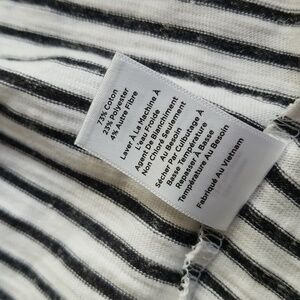 73% Coton
23% Polyester
4% Autre Fibre
Laver À La Machine À
L'eau Froide
Agent De Blanchiment
Non Chloré Seulement
Au Besoin
Sécher Par Culbutage À
Basse Température
Repasser À Basse
Température Au Besoin
Fabriqué Au Vietnam